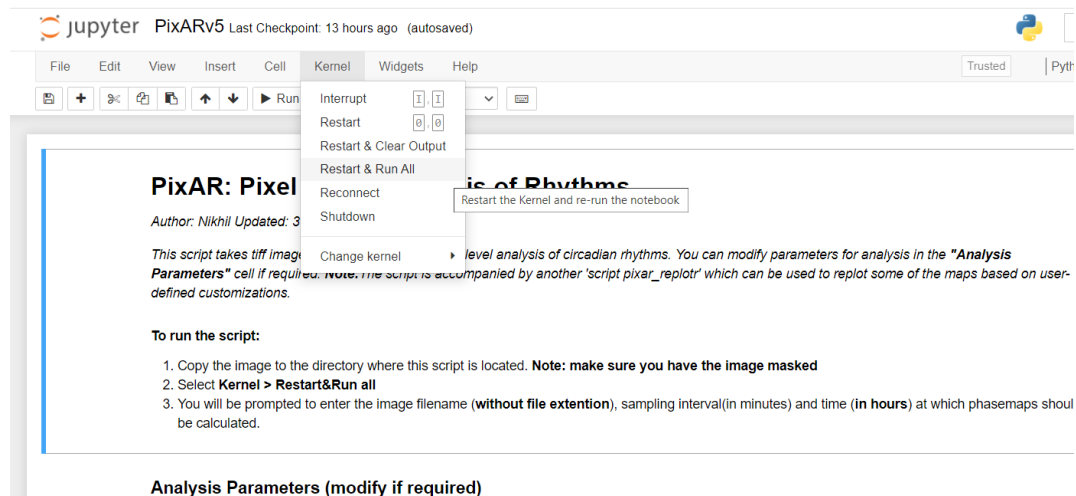 jupyter PixARv5 Last Checkpoint: 13 hours ago (autosaved)
File Edit View Insert Cell Kernel Widgets Help Trusted Pyth
Run
Interrupt I,I
Restart 0,0
Restart & Clear Output
Restart & Run All
Reconnect
Shutdown
Change kernel
Restart the Kernel and re-run the notebook
PixAR: Pixel is of Rhythms
Author: Nikhil Updated: 3
This script takes tiff image level analysis of circadian rhythms. You can modify parameters for analysis in the "Analysis
Parameters" cell if required. Note: The script is accompanied by another 'script pixar_replotr' which can be used to replot some of the maps based on user-
defined customizations.
To run the script:
1. Copy the image to the directory where this script is located. Note: make sure you have the image masked
2. Select Kernel > Restart&Run all
3. You will be prompted to enter the image filename (without file extention), sampling interval(in minutes) and time (in hours) at which phasemaps shoul
be calculated.
Analysis Parameters (modify if required)